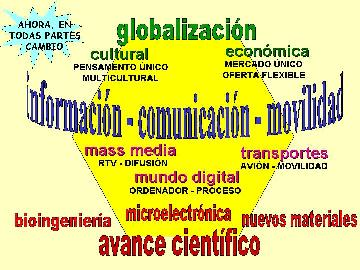 AHORA, EN
TODAS PARTES
CAMBIO
globalización
cultural
PENSAMENTO ÚNICO
MULTICULTURAL
económica
MERCADO ÚNICO
OFERTA-FLEXIBLE
información - comunicación - movilidad
mass media
RTV - DIFUSIÓN
transportes
AVIÓN - MOVILIDAD
mundo digital
ORDENADOR - PROCESO
bioingeniería
microelectrónica
nuevos materiales
avance científico